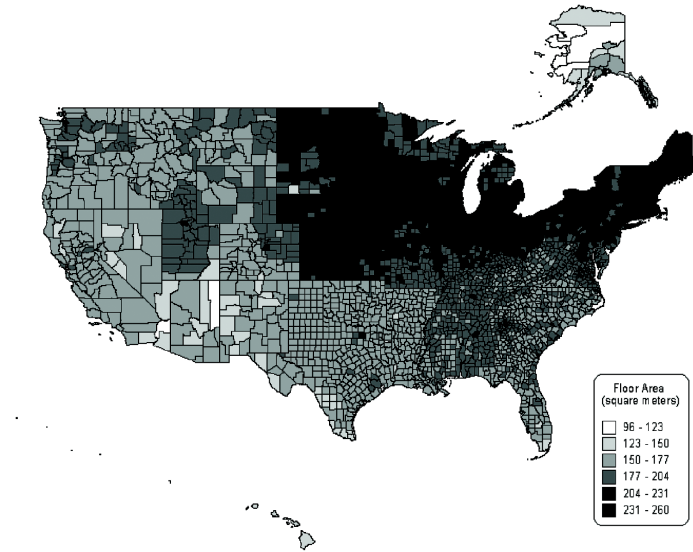 Floor Area
(square meters)
96 - 123
123 - 150
150 - 177
177 - 204
204 - 231
231 - 260